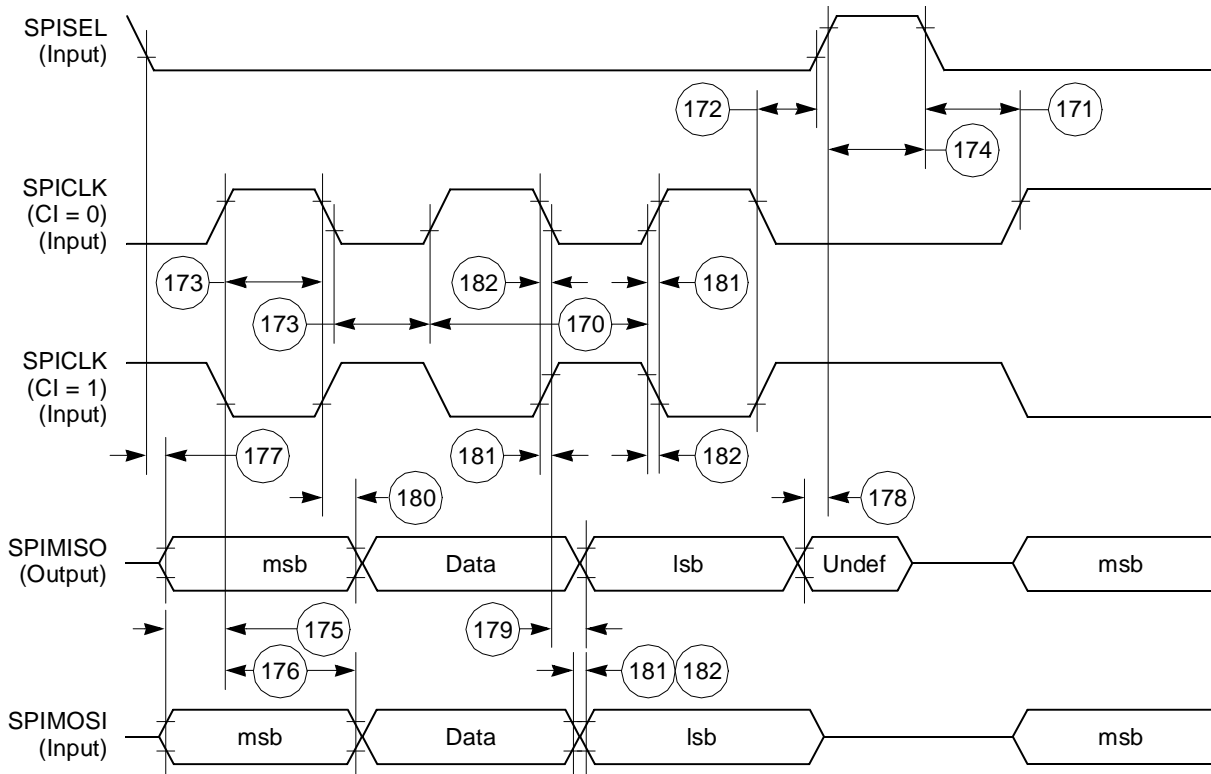 SPISEL
(Input)
172
171
174
SPICLK
(CI = 0)
(Input)
173
182
181
173
170
SPICLK
(CI = 1)
(Input)
177
181
182
180
178
SPIMISO
(Output)
msb
Data
lsb
Undef
msb
175
179
176
181
182
SPIMOSI
(Input)
msb
Data
lsb
msb